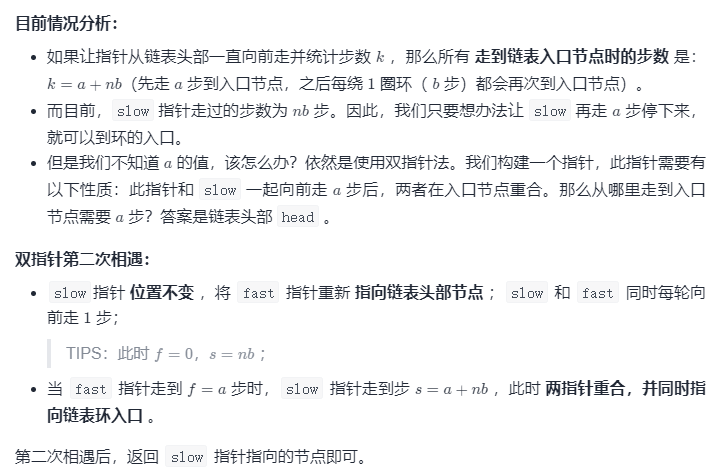 目前情况分析：
如果让指针从链表头部一直向前走并统计步数 k ，那么所有 走到链表入口节点时的步数 是：
k = a + nb（先走 a 步到入口节点，之后每绕 1 圈环（ b 步）都会再次到入口节点）。
而目前， slow 指针走过的步数为 nb 步。因此，我们只要想办法让 slow 再走 a 步停下来，
就可以到环的入口。
但是我们不知道 a 的值，该怎么办？依然是使用双指针法。我们构建一个指针，此指针需要有
以下性质：此指针和 slow 一起向前走 a 步后，两者在入口节点重合。那么从哪里走到入口
节点需要 a 步？答案是链表头部 head 。
双指针第二次相遇：
slow 指针 位置不变 ，将 fast 指针重新 指向链表头部节点 ； slow 和 fast 同时每轮向
前走 1 步；
TIPS：此时 f = 0，s = nb ；
当 fast 指针走到 f = a 步时， slow 指针走到步 s = a + nb ，此时 两指针重合，并同时指
向链表环入口 。
第二次相遇后，返回 slow 指针指向的节点即可。